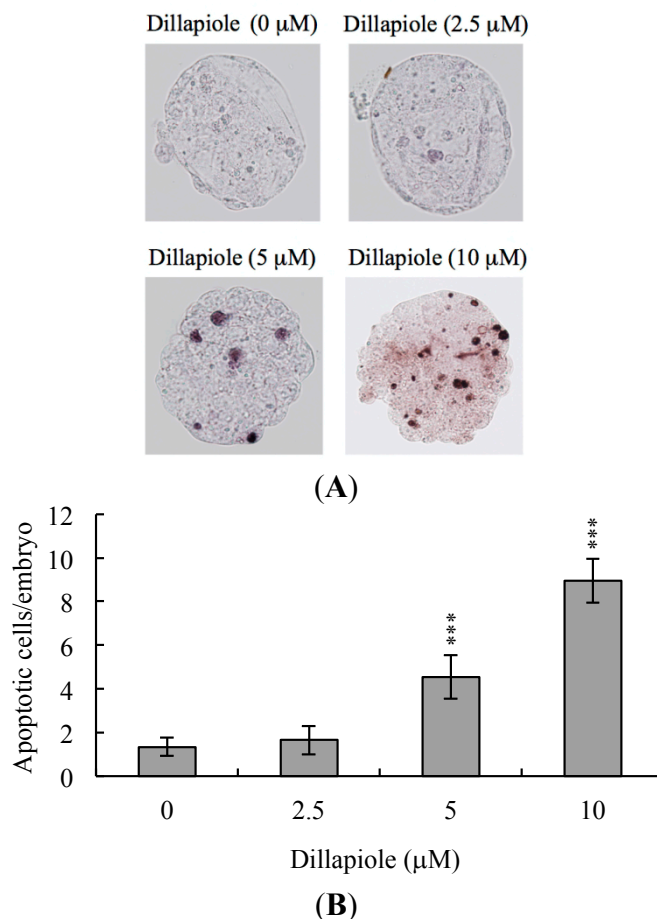 Dillapiole (0 μM) Dillapiole (2.5 μM)
Dillapiole (5 μM) Dillapiole (10 μM)
(A)
12
10
8
6
4
2
0
Apoptotic cells/embryo
***
***
0 2.5 5 10
Dillapiole (μM)
(B)